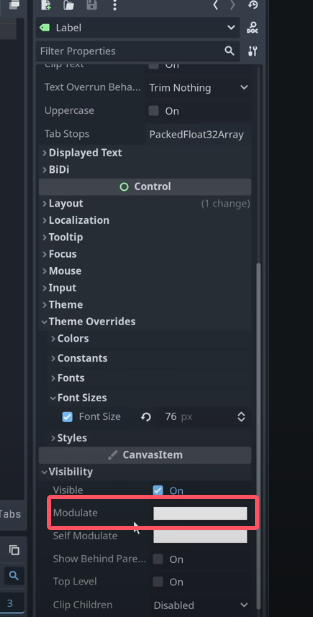 Label
Filter Properties
Clip Text On
Text Overrun Beha... Trim Nothing
Uppercase On
Tab Stops PackedFloat32Array
Displayed Text
BiDi
Control
Layout (1 change)
Localization
Tooltip
Focus
Mouse
Input
Theme
Theme Overrides
Colors
Constants
Fonts
Font Sizes
Font Size 76 px
Styles
CanvasItem
Visibility
Visible On
Modulate
Tabs
Self Modulate
Show Behind Pare... On
Top Level On
3
Clip Children Disabled